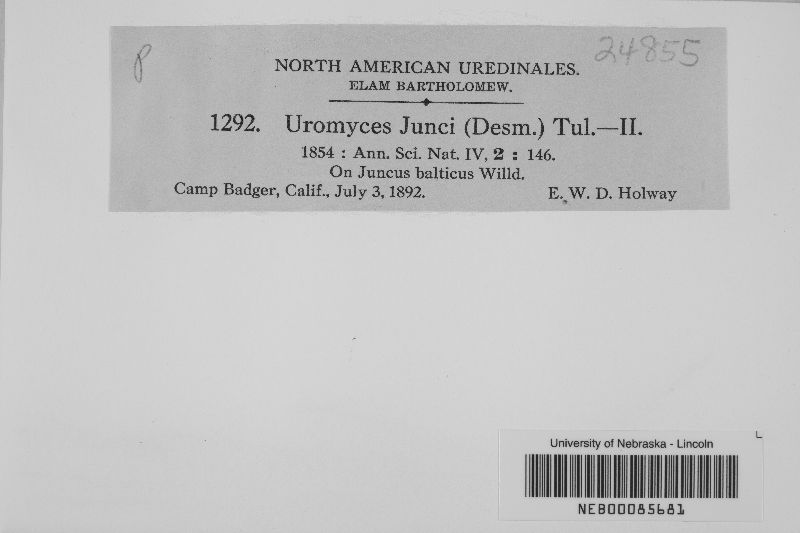 P 24855
NORTH AMERICAN UREDINALES.
ELAM BARTHOLOMEW.
1292. Uromyces Junci (Desm.) Tul.—II.
1854 : Ann. Sci. Nat. IV, 2 : 146.
On Juncus balticus Willd.
Camp Badger, Calif., July 3, 1892. E. W. D. Holway
University of Nebraska - Lincoln
NEB00085681